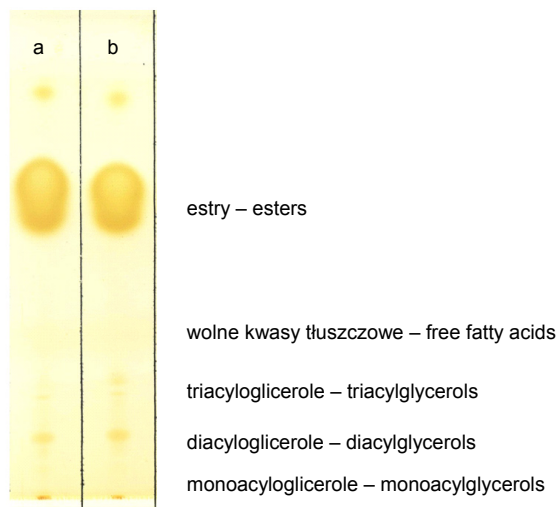 a b
estry – esters
wolne kwasy tłuszczowe – free fatty acids
triacyloglicerole – triacylglycerols
diacyloglicerole – diacylglycerols
monoacyloglicerole – monoacylglycerols